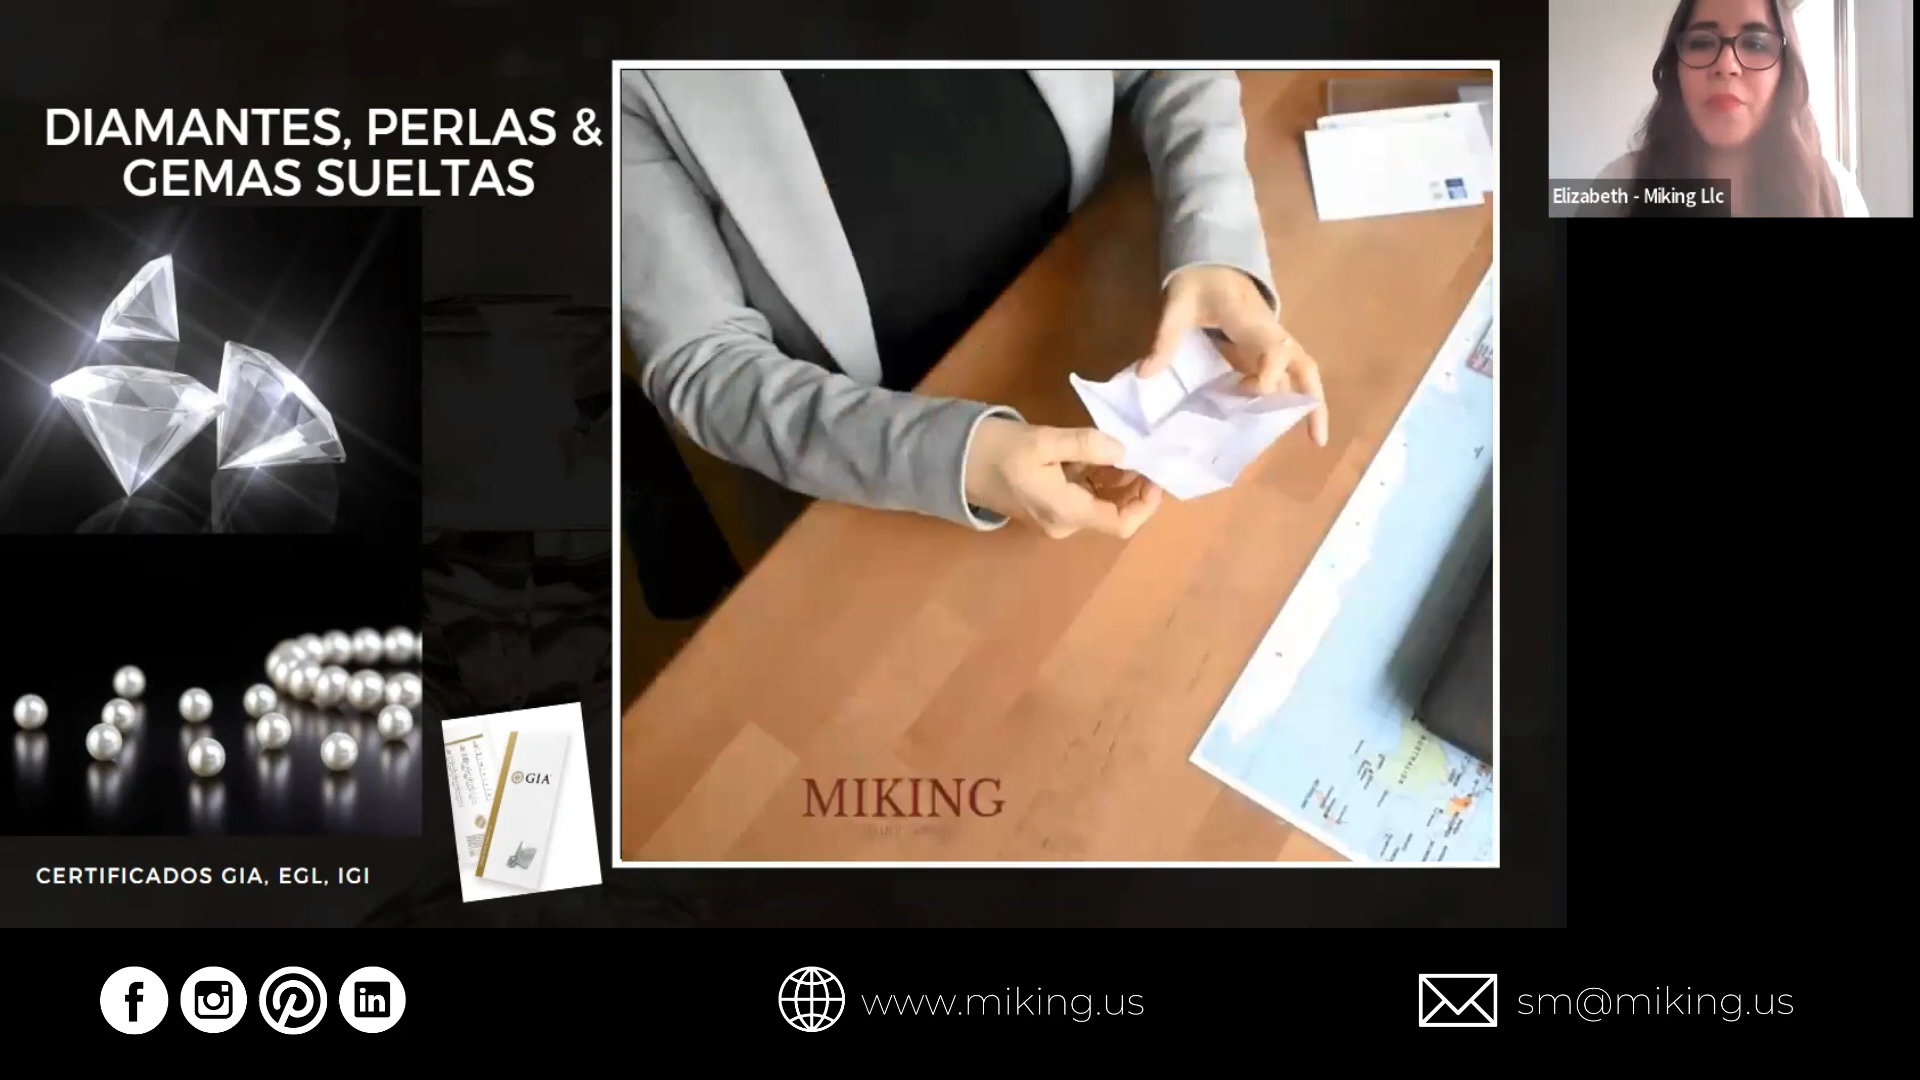 DIAMANTES, PERLAS &
GEMAS SUELTAS
Elizabeth - Miking Llc
GIA
MIKING
AUSTRALIE
CERTIFICADOS GIA, EGL, IGI
www.miking.us
sm@miking.us